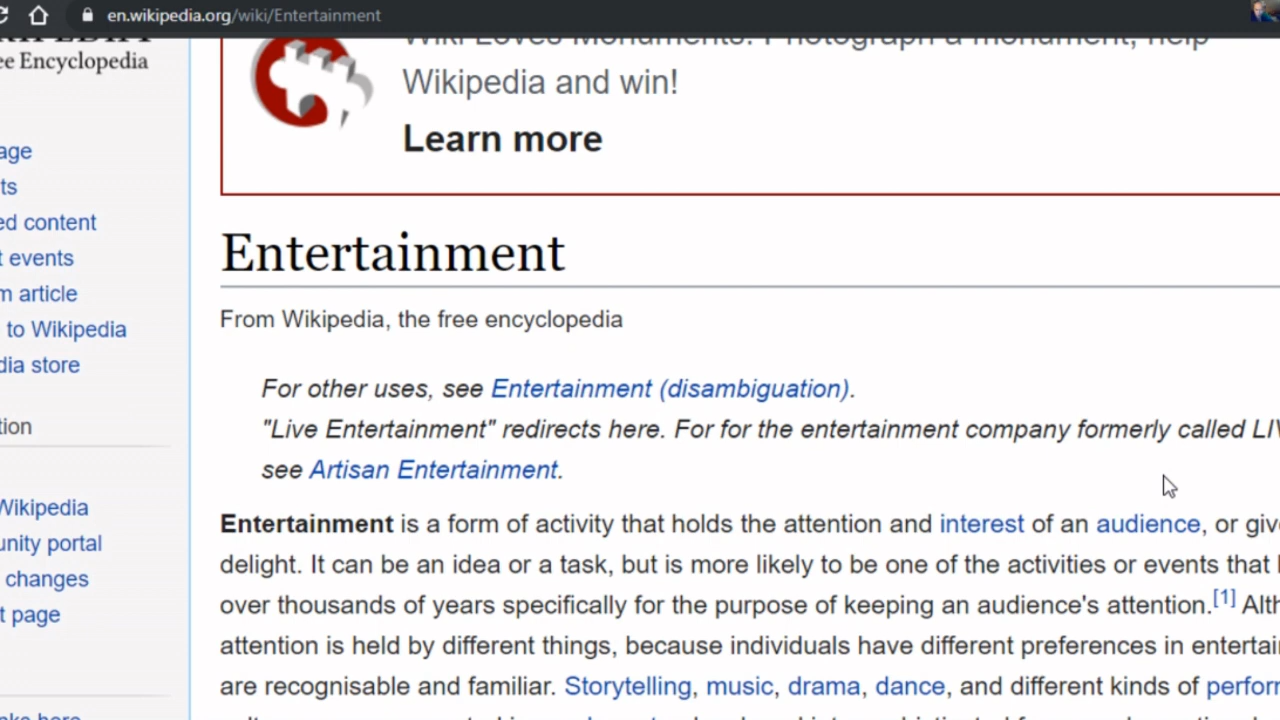 en.wikipedia.org/wiki/Entertainment
ee Encyclopedia
Wiki Loves Monuments: Photograph a monument, help
Wikipedia and win!
Learn more
age
ts
ed content
t events
m article
to Wikipedia
dia store
tion
Wikipedia
unity portal
changes
t page
Entertainment
From Wikipedia, the free encyclopedia
For other uses, see Entertainment (disambiguation).
"Live Entertainment" redirects here. For for the entertainment company formerly called LIV
see Artisan Entertainment.
Entertainment is a form of activity that holds the attention and interest of an audience, or give
delight. It can be an idea or a task, but is more likely to be one of the activities or events that
over thousands of years specifically for the purpose of keeping an audience's attention.[1] Alth
attention is held by different things, because individuals have different preferences in entertain
are recognisable and familiar. Storytelling, music, drama, dance, and different kinds of perform